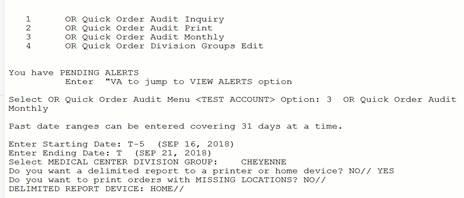 1 OR Quick Order Audit Inquiry
2 OR Quick Order Audit Print
3 OR Quick Order Audit Monthly
4 OR Quick Order Division Groups Edit
You have PENDING ALERTS
Enter "VA to jump to VIEW ALERTS option
Select OR Quick Order Audit Menu <TEST ACCOUNT> Option: 3 OR Quick Order Audit
Monthly
Past date ranges can be entered covering 31 days at a time.
Enter Starting Date: T-5 (SEP 16, 2018)
Enter Ending Date: T (SEP 21, 2018)
Select MEDICAL CENTER DIVISION GROUP: CHEYENNE
Do you want a delimited report to a printer or home device? NO// YES
Do you want to print orders with MISSING LOCATIONS? NO//
DELIMITED REPORT DEVICE: HOME//